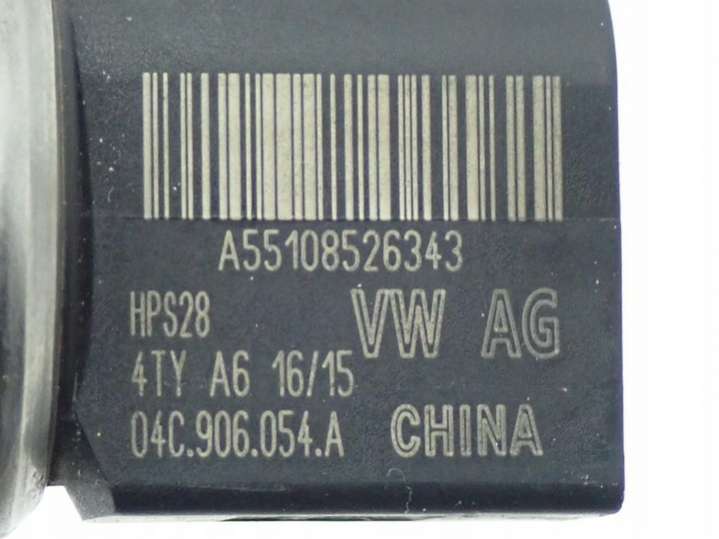 A55108526343
HPS28 VW AG
4TY A6 16/15
04C.906.054.A CHINA